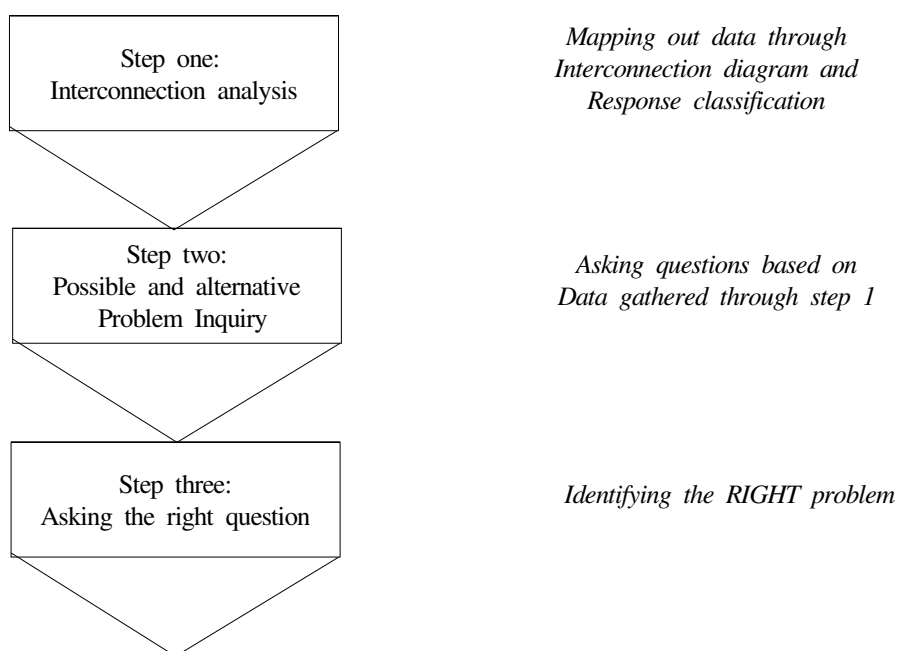 Step one:
Interconnection analysis
Mapping out data through
Interconnection diagram and
Response classification
Step two:
Possible and alternative
Problem Inquiry
Asking questions based on
Data gathered through step 1
Step three:
Asking the right question
Identifying the RIGHT problem